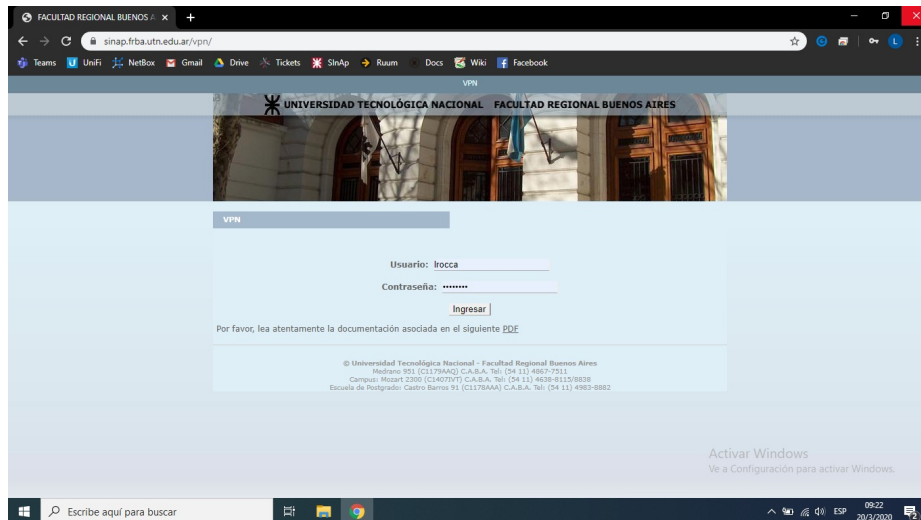 FACULTAD REGIONAL BUENOS A
sinap.frba.utn.edu.ar/vpn/
Teams UniFi NetBox Gmail Drive Tickets SInAp Ruum Docs Wiki Facebook
VPN
UNIVERSIDAD TECNOLÓGICA NACIONAL FACULTAD REGIONAL BUENOS AIRES
VPN
Usuario: lrocca
Contraseña: ••••••••
Ingresar
Por favor, lea atentamente la documentación asociada en el siguiente PDF
© Universidad Tecnológica Nacional - Facultad Regional Buenos Aires
Medrano 951 (C1179AAQ) C.A.B.A. Tel: (54 11) 4867-7511
Campus: Mozart 2300 (C1407IVT) C.A.B.A. Tel: (54 11) 4638-8115/8838
Escuela de Postgrado: Castro Barros 91 (C1178AAA) C.A.B.A. Tel: (54 11) 4983-8882
Activar Windows
Ve a Configuración para activar Windows.
Escribe aquí para buscar
ESP
09:22
20/3/2020